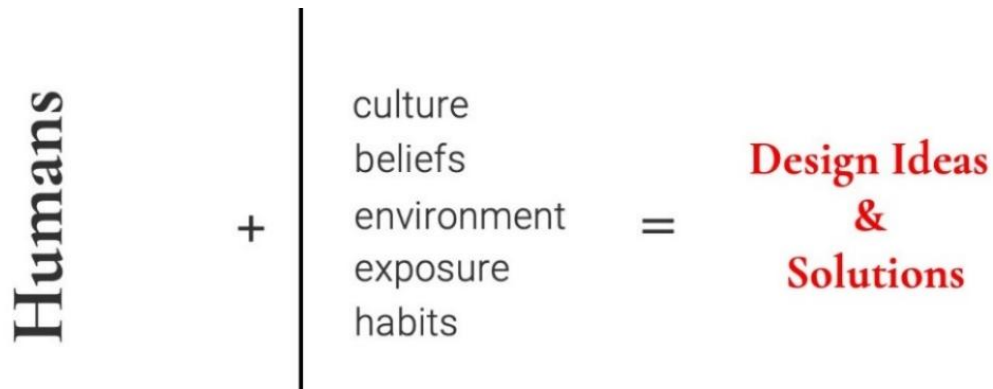 Humans
+
culture
beliefs
environment
exposure
habits
=
Design Ideas
&
Solutions